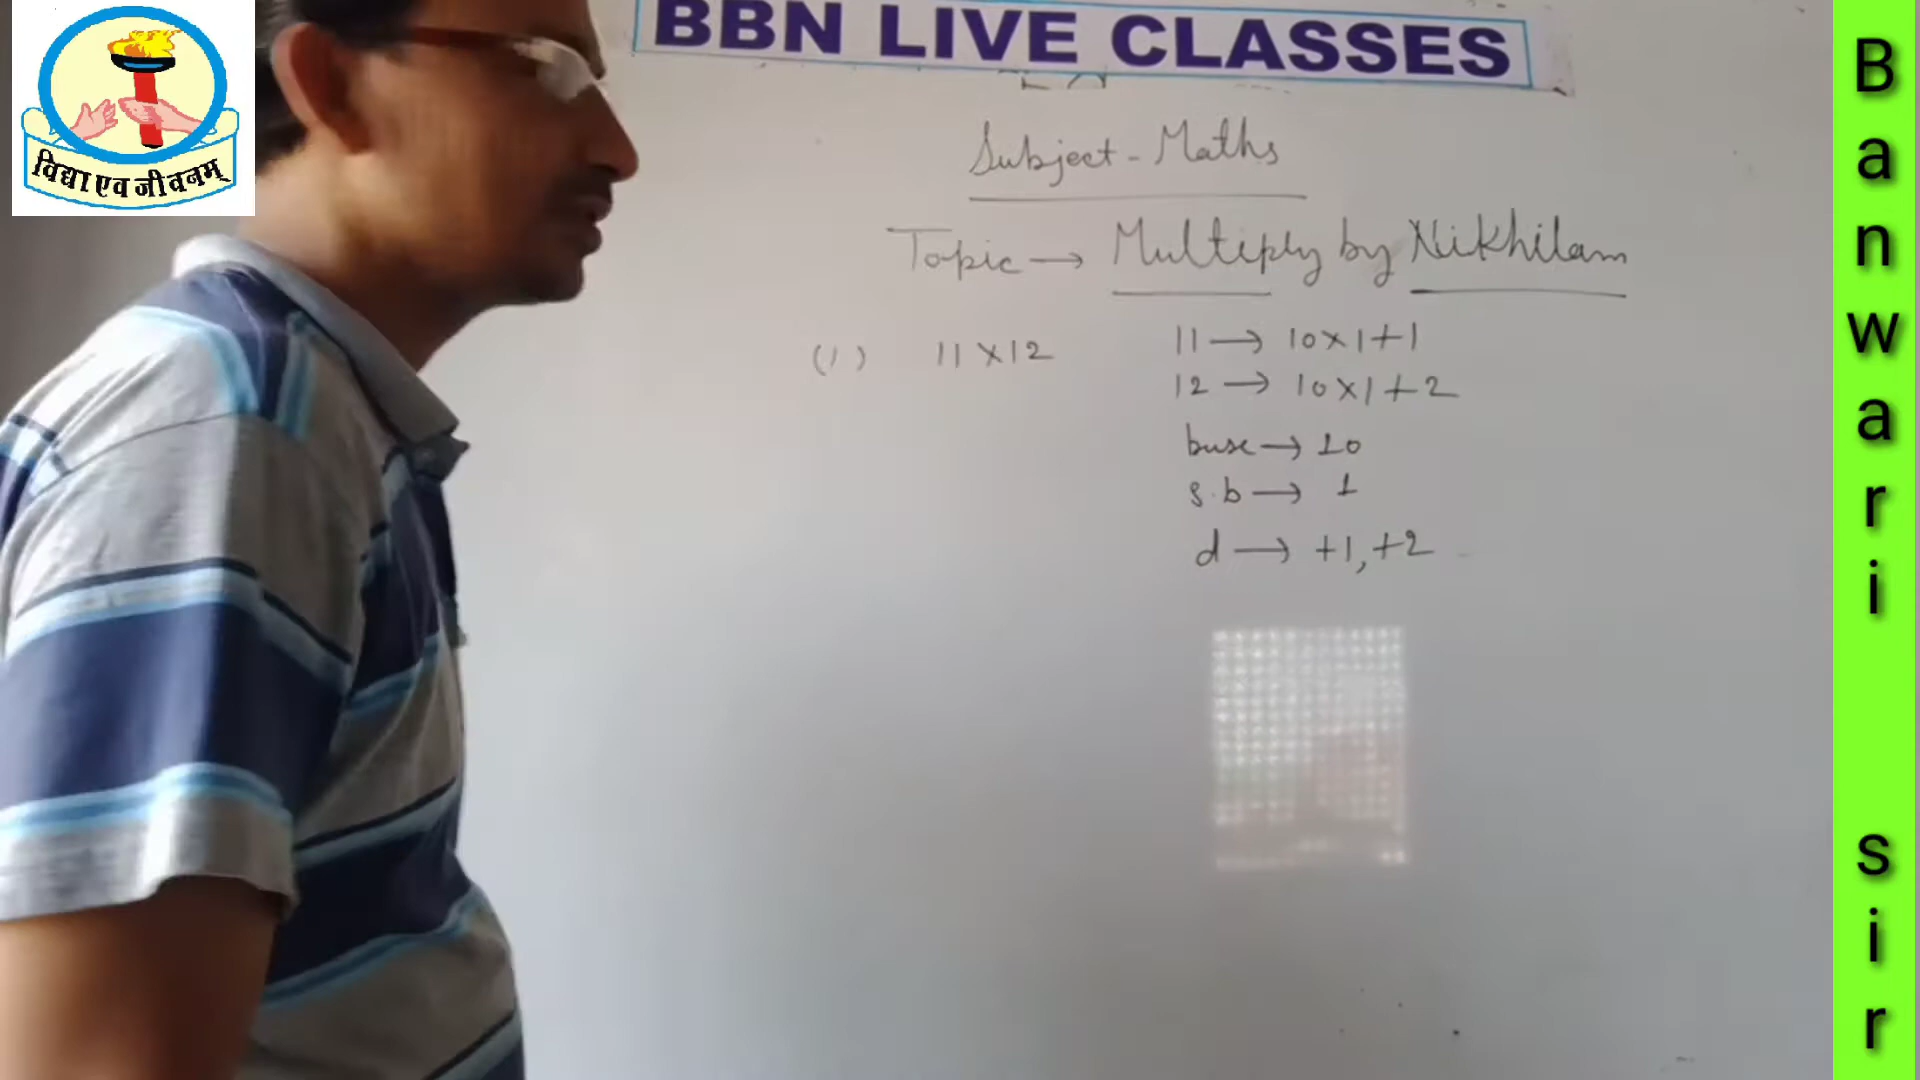 BBN LIVE CLASSES
विद्या एव जीवनम्
Subject - Maths
Topic → Multiply by Nikhilam
(1) 11 × 12
11 → 10×1+1
12 → 10×1+2
base → 10
s.b → 1
d → +1, +2
Banwari sir